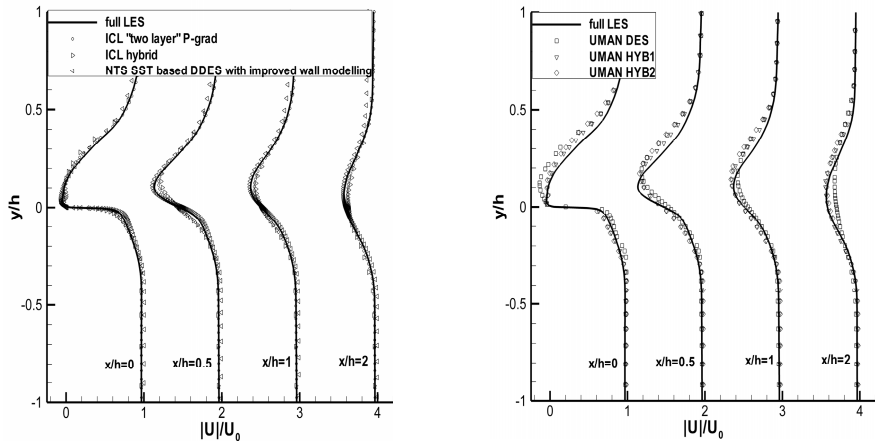 1
full LES
ICL "two layer" P-grad
ICL hybrid
NTS SST based DDES with improved wall modelling
0.5
y/h
0
-0.5
x/h=0
x/h=0.5
x/h=1
x/h=2
-1
0
1
2
3
4
|U|/U0
1
full LES
UMAN DES
UMAN HYB1
UMAN HYB2
0.5
y/h
0
-0.5
x/h=0
x/h=0.5
x/h=1
x/h=2
-1
0
1
2
3
4
|U|/U0